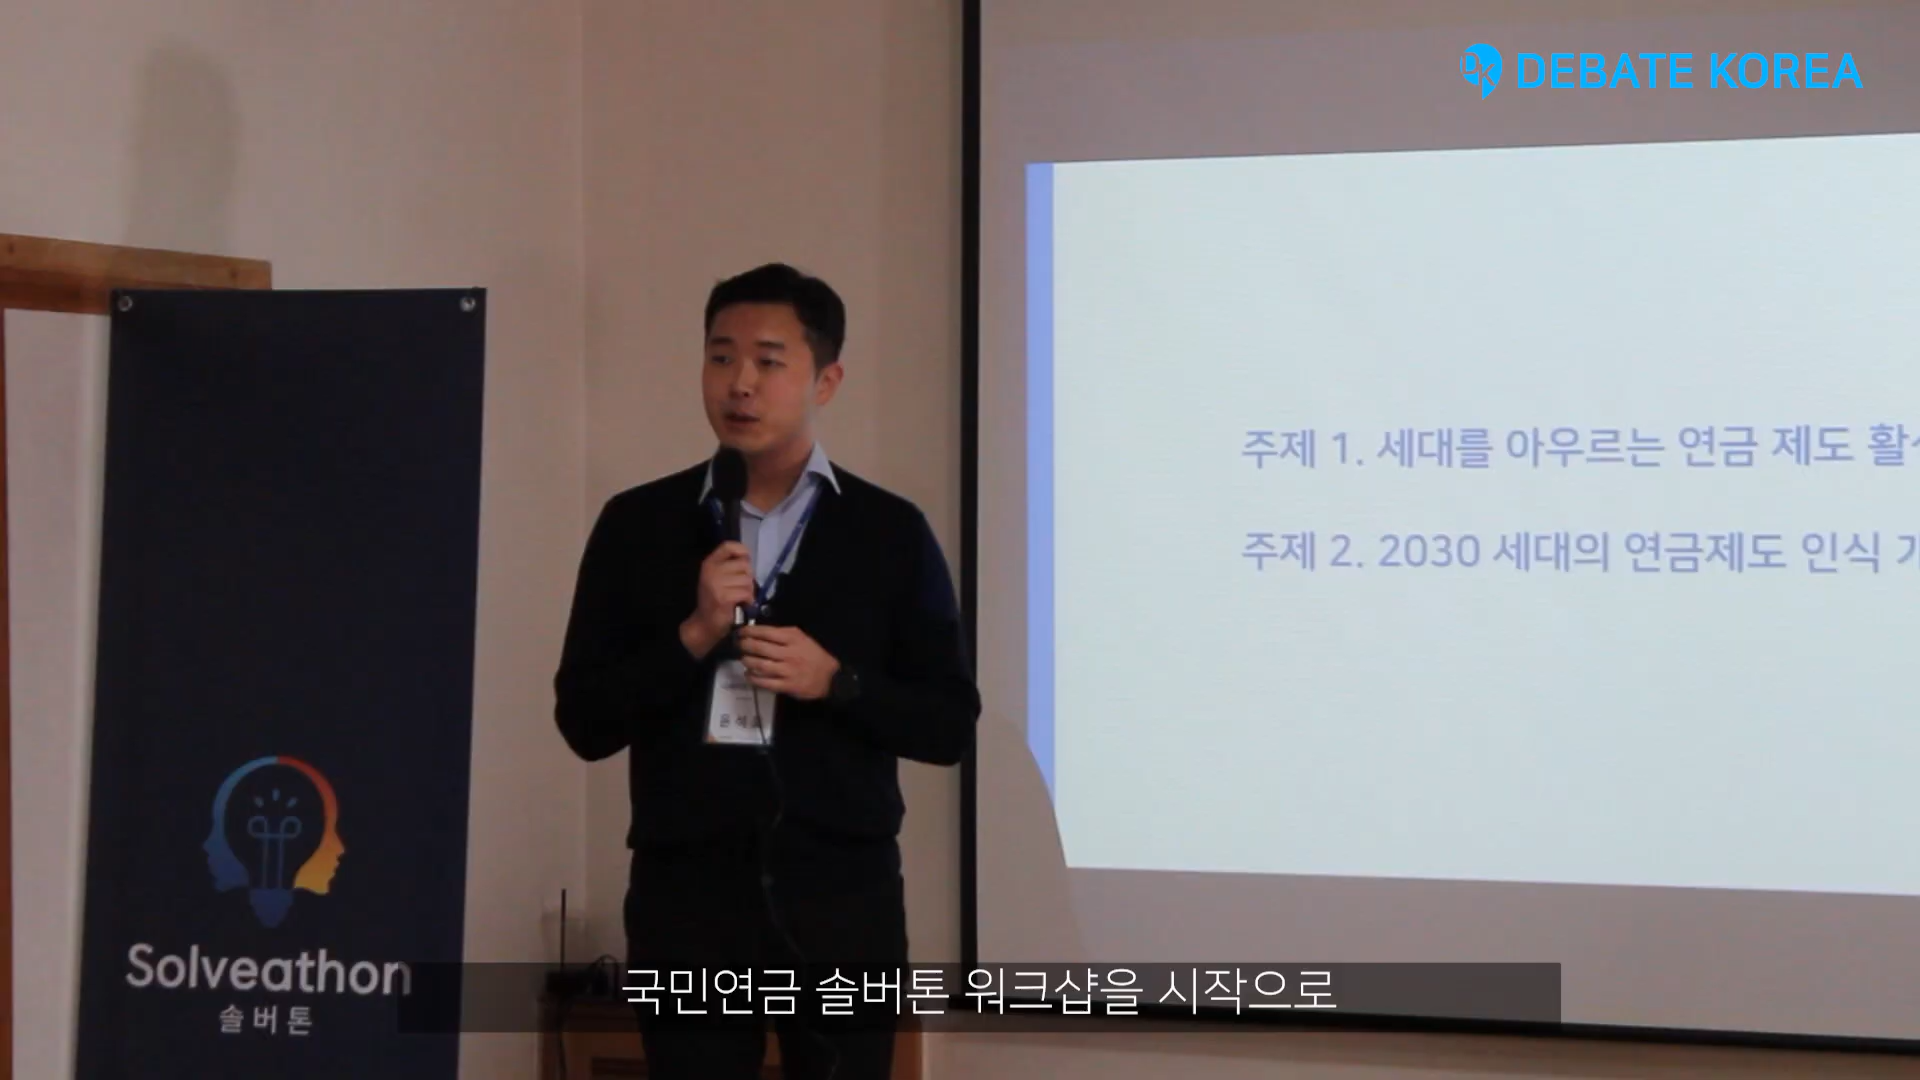 DEBATE KOREA
주제 1. 세대를 아우르는 연금 제도
주제 2. 2030 세대의 연금제도 인식
Solveathon
솔버톤
국민연금 솔버톤 워크샵을 시작으로